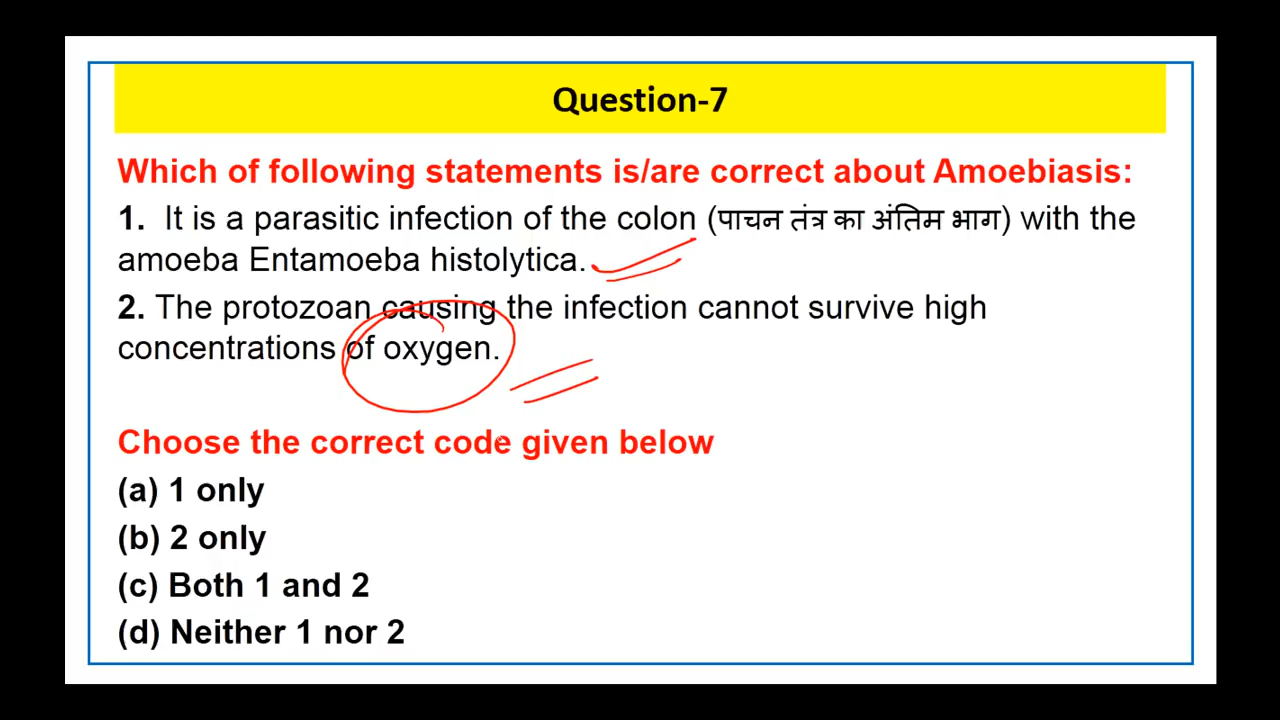 Question-7
Which of following statements is/are correct about Amoebiasis:
1. It is a parasitic infection of the colon (पाचन तंत्र का अंतिम भाग) with the
amoeba Entamoeba histolytica.
2. The protozoan causing the infection cannot survive high
concentrations of oxygen.
Choose the correct code given below
(a) 1 only
(b) 2 only
(c) Both 1 and 2
(d) Neither 1 nor 2